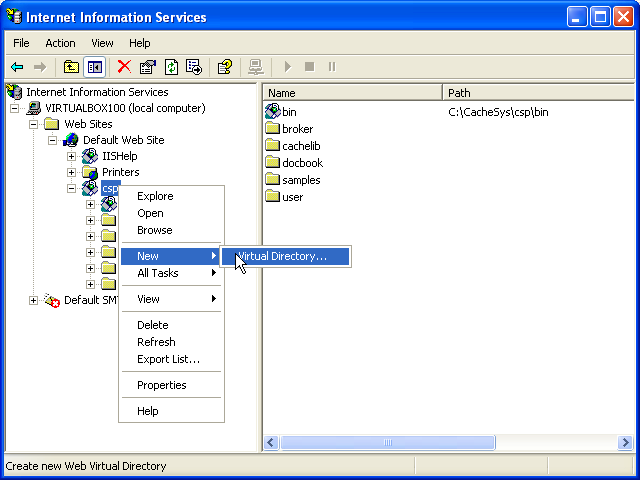 Internet Information Services
File Action View Help
Internet Information Services
VIRTUALBOX100 (local computer)
Web Sites
Default Web Site
IISHelp
Printers
csp
Default SMT
Name Path
bin C:\CacheSys\csp\bin
broker
cachelib
docbook
samples
user
Explore
Open
Browse
New
Virtual Directory...
All Tasks
View
Delete
Refresh
Export List...
Properties
Help
Create new Web Virtual Directory